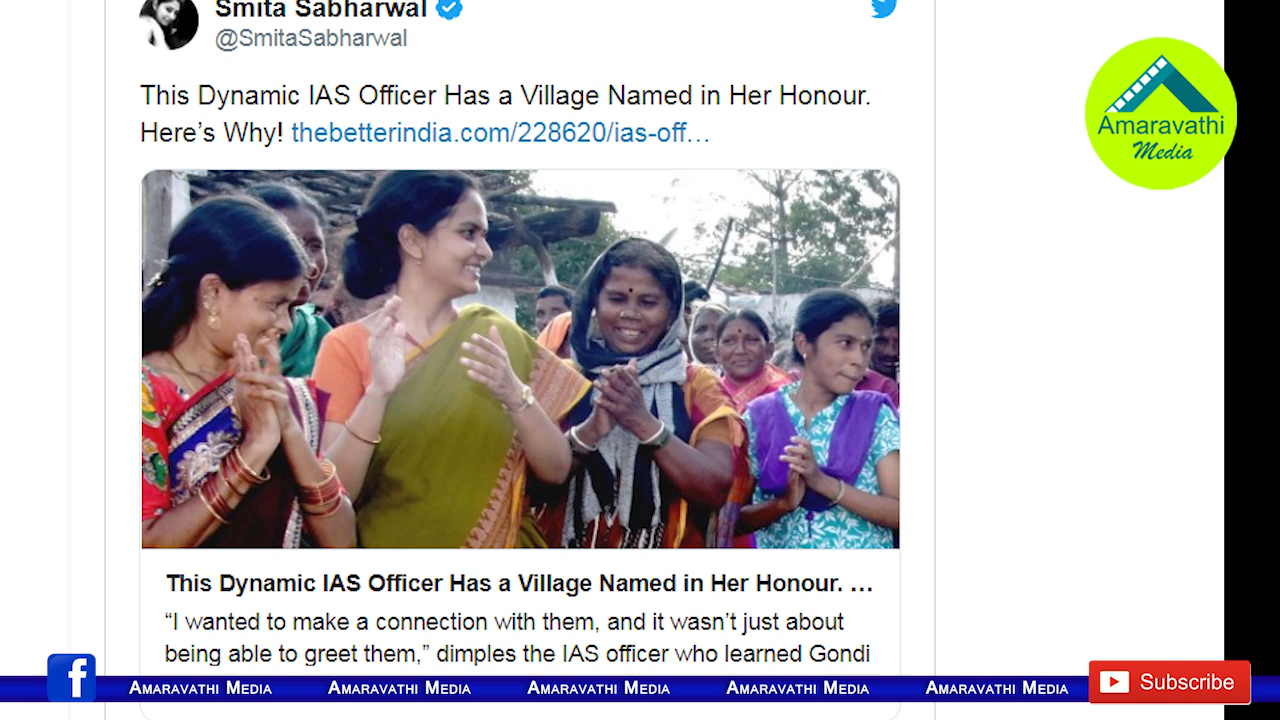 Smita Sabharwal
@SmitaSabharwal
This Dynamic IAS Officer Has a Village Named in Her Honour.
Here's Why! thebetterindia.com/228620/ias-off…
Amaravathi
Media
This Dynamic IAS Officer Has a Village Named in Her Honour. ...
“I wanted to make a connection with them, and it wasn’t just about
being able to greet them,” dimples the IAS officer who learned Gondi
f Amaravathi Media Amaravathi Media Amaravathi Media Amaravathi Media Amaravathi Media Subscribe